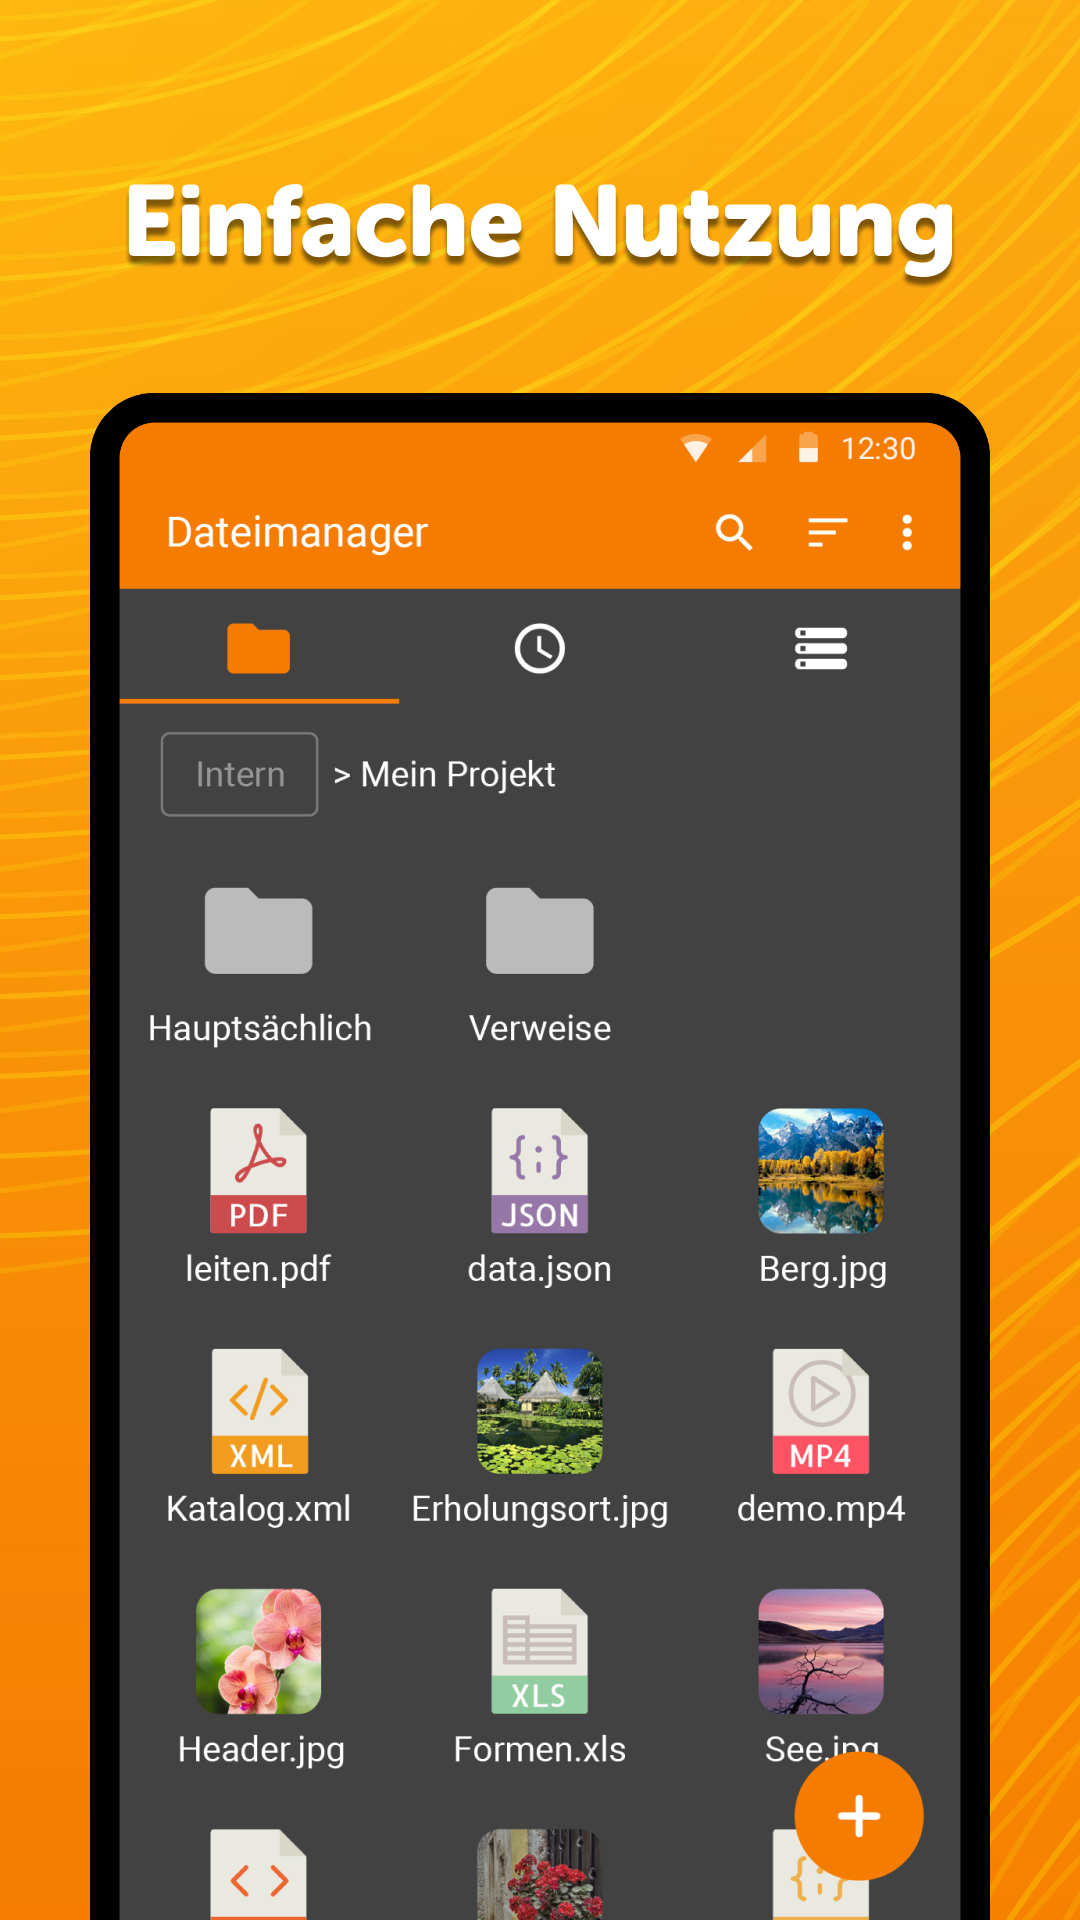 Einfache Nutzung
12:30
Dateimanager
Intern > Mein Projekt
Hauptsächlich Verweise
PDF JSON
leiten.pdf data.json Berg.jpg
XML MP4
Katalog.xml Erholungsort.jpg demo.mp4
XLS
Header.jpg Formen.xls See.jpg